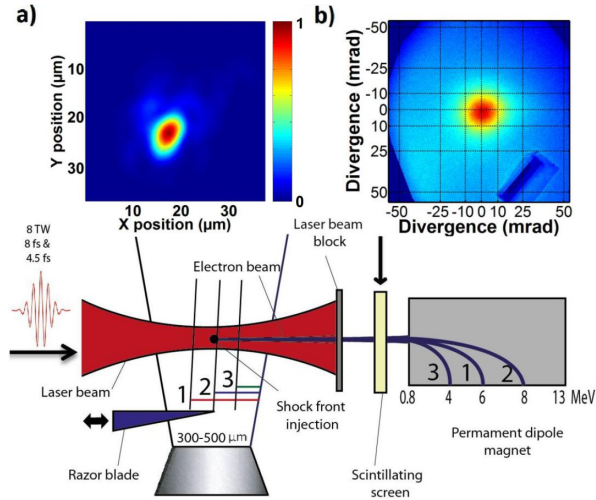 a)
b)
Y position (µm)
10
20
30
10 20 30
X position (µm)
1
0
Divergence (mrad)
-50
-25
-10
0
10
25
50
-50 -25 -10 0 10 25 50
Divergence (mrad)
8 TW
8 fs &
4.5 fs
Laser beam
block
Electron beam
Laser beam
1 2 3
Shock front
injection
300-500 µm
Razor blade
Scintillating
screen
3 1 2
0.8 4 6 8 13 MeV
Permament dipole
magnet